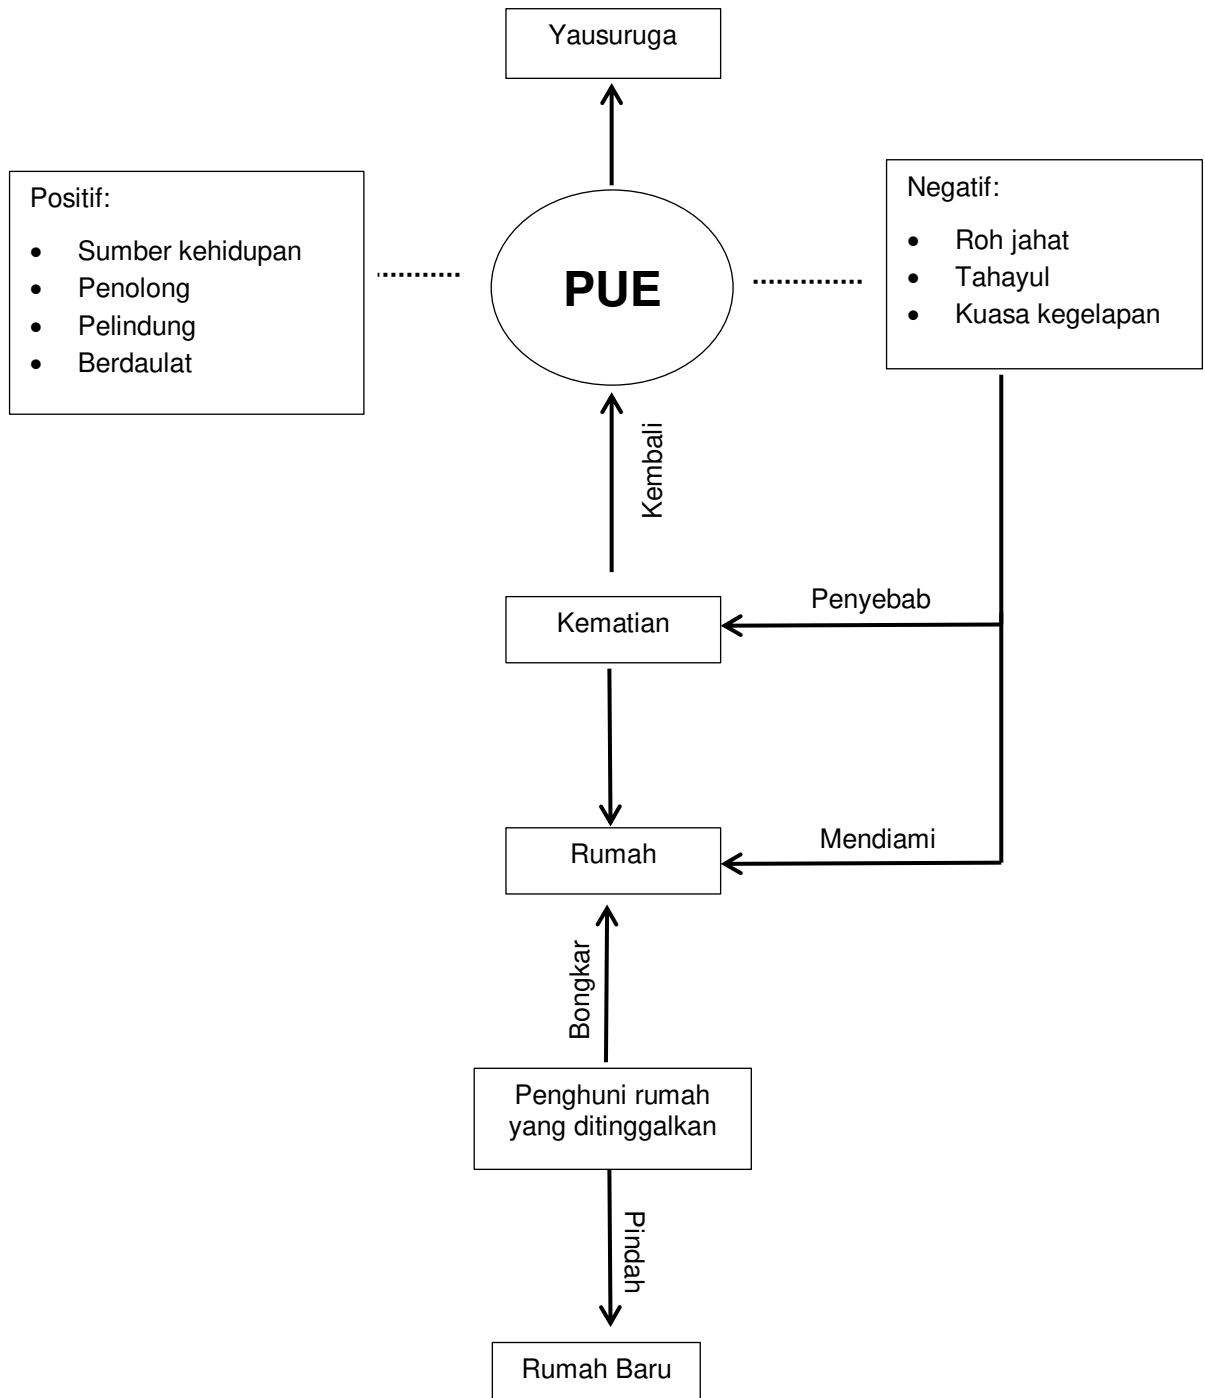 Yausuruga
Positif:
• Sumber kehidupan
• Penolong
• Pelindung
• Berdaulat
PUE
Negatif:
• Roh jahat
• Tahayul
• Kuasa kegelapan
Kembali
Kematian
Penyebab
Rumah
Mendiami
Bongkar
Penghuni rumah
yang ditinggalkan
Pindah
Rumah Baru